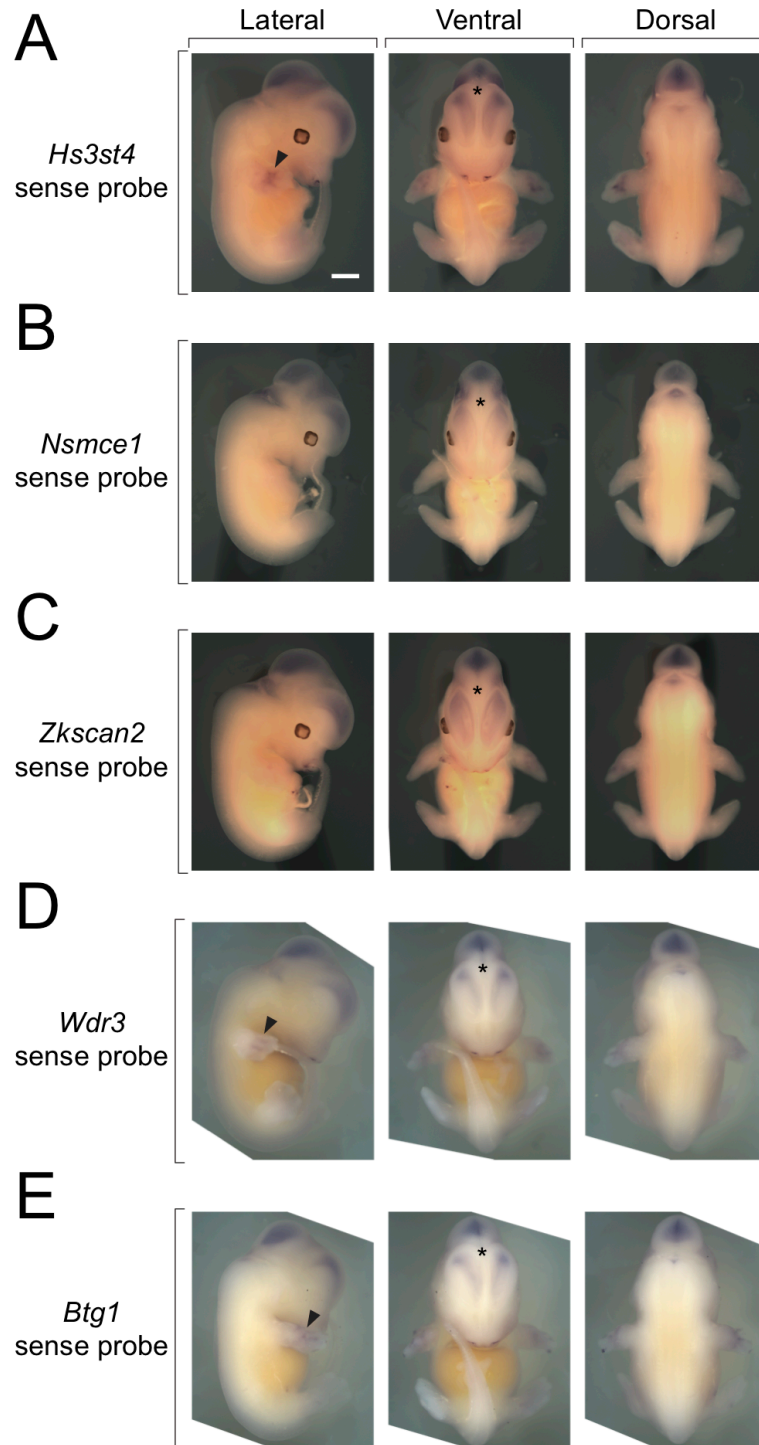 Lateral Ventral Dorsal
A
Hs3st4
sense probe
*
B
Nsmce1
sense probe
*
C
Zkscan2
sense probe
*
D
Wdr3
sense probe
*
E
Btg1
sense probe
*